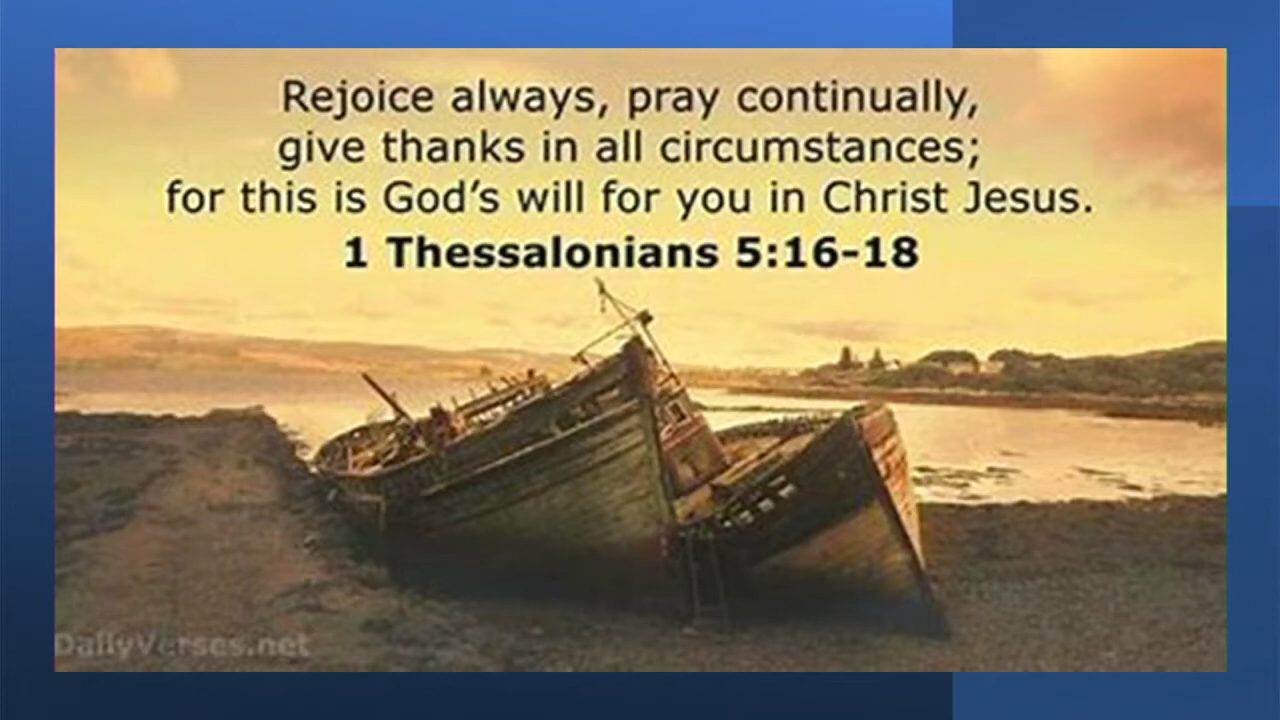 Rejoice always, pray continually,
give thanks in all circumstances;
for this is God’s will for you in Christ Jesus.
1 Thessalonians 5:16-18
DailyVerses.net